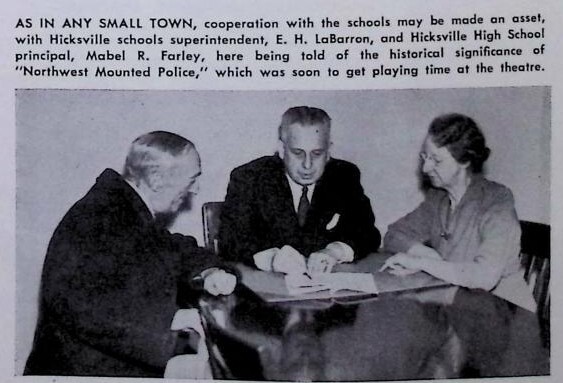 AS IN ANY SMALL TOWN, cooperation with the schools may be made an asset,
with Hicksville schools superintendent, E. H. LaBarron, and Hicksville High School
principal, Mabel R. Farley, here being told of the historical significance of
"Northwest Mounted Police," which was soon to get playing time at the theatre.